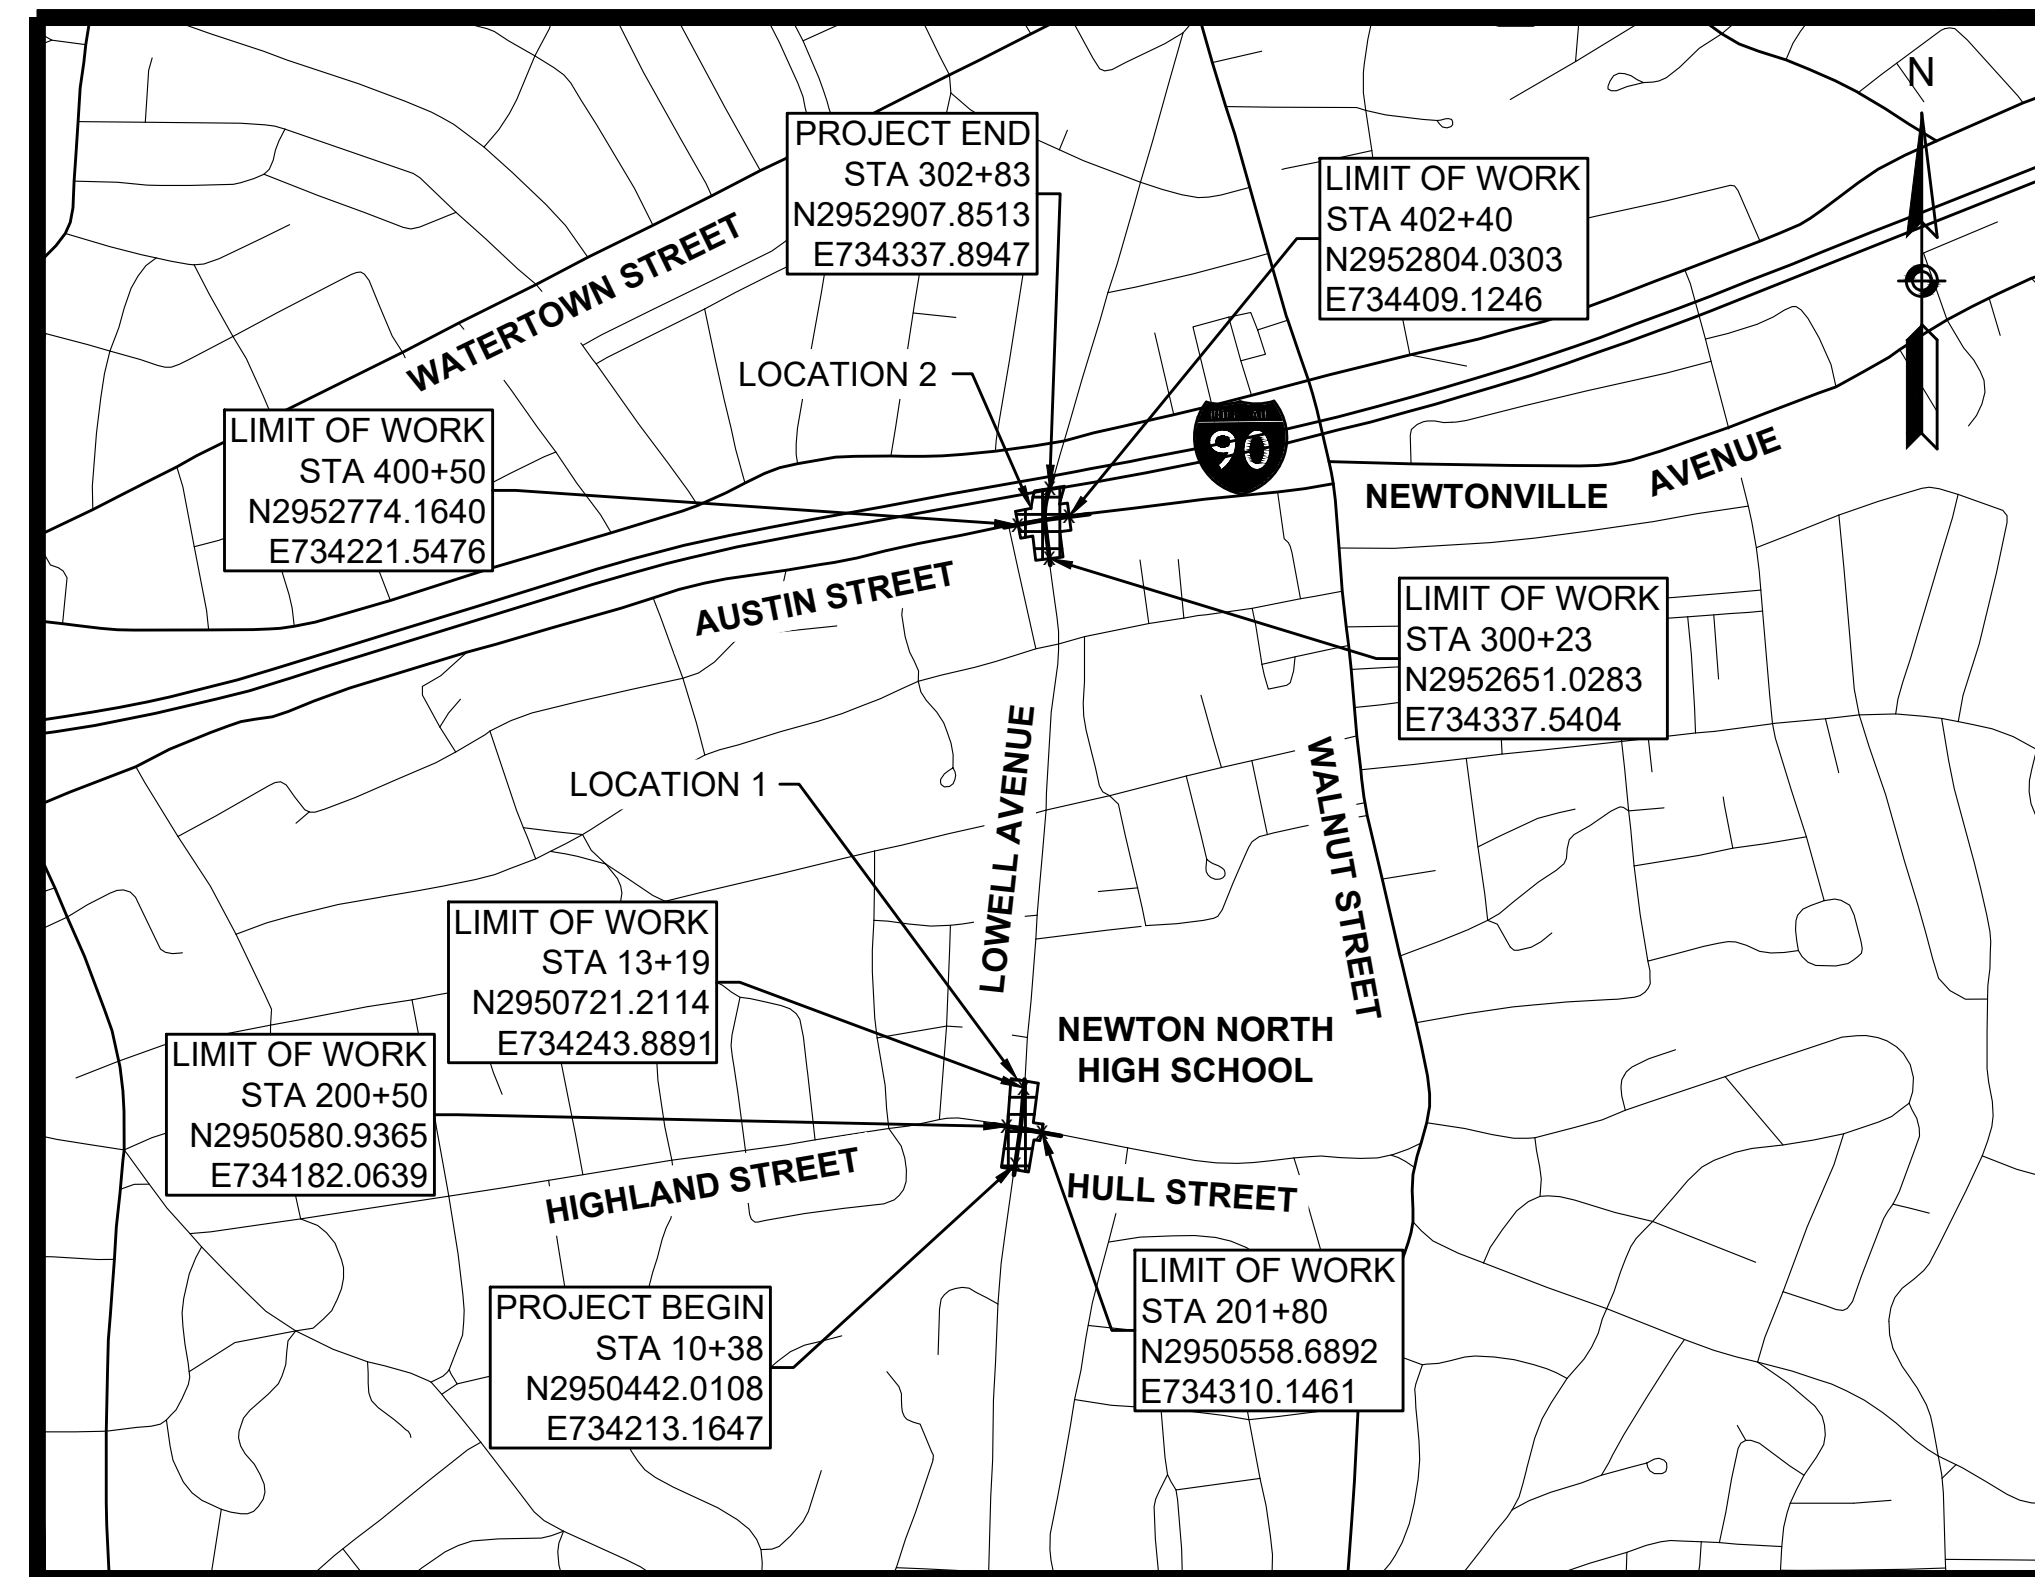 N
PROJECT END
STA 302+83
N2952907.8513
E734337.8947
LIMIT OF WORK
STA 402+40
N2952804.0303
E734409.1246
WATERTOWN STREET
LOCATION 2
LIMIT OF WORK
STA 400+50
N2952774.1640
E734221.5476
INTERSTATE
90
NEWTONVILLE AVENUE
AUSTIN STREET
LIMIT OF WORK
STA 300+23
N2952651.0283
E734337.5404
LOWELL AVENUE
WALNUT STREET
LOCATION 1
LIMIT OF WORK
STA 13+19
N2950721.2114
E734243.8891
NEWTON NORTH
HIGH SCHOOL
LIMIT OF WORK
STA 200+50
N2950580.9365
E734182.0639
HIGHLAND STREET
HULL STREET
PROJECT BEGIN
STA 10+38
N2950442.0108
E734213.1647
LIMIT OF WORK
STA 201+80
N2950558.6892
E734310.1461